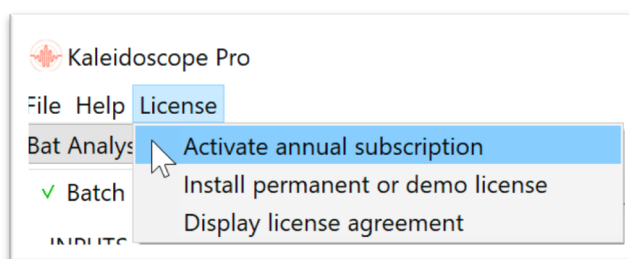 Kaleidoscope Pro
File Help License
Bat Analys
Activate annual subscription
Batch
Install permanent or demo license
Display license agreement
INPUTS